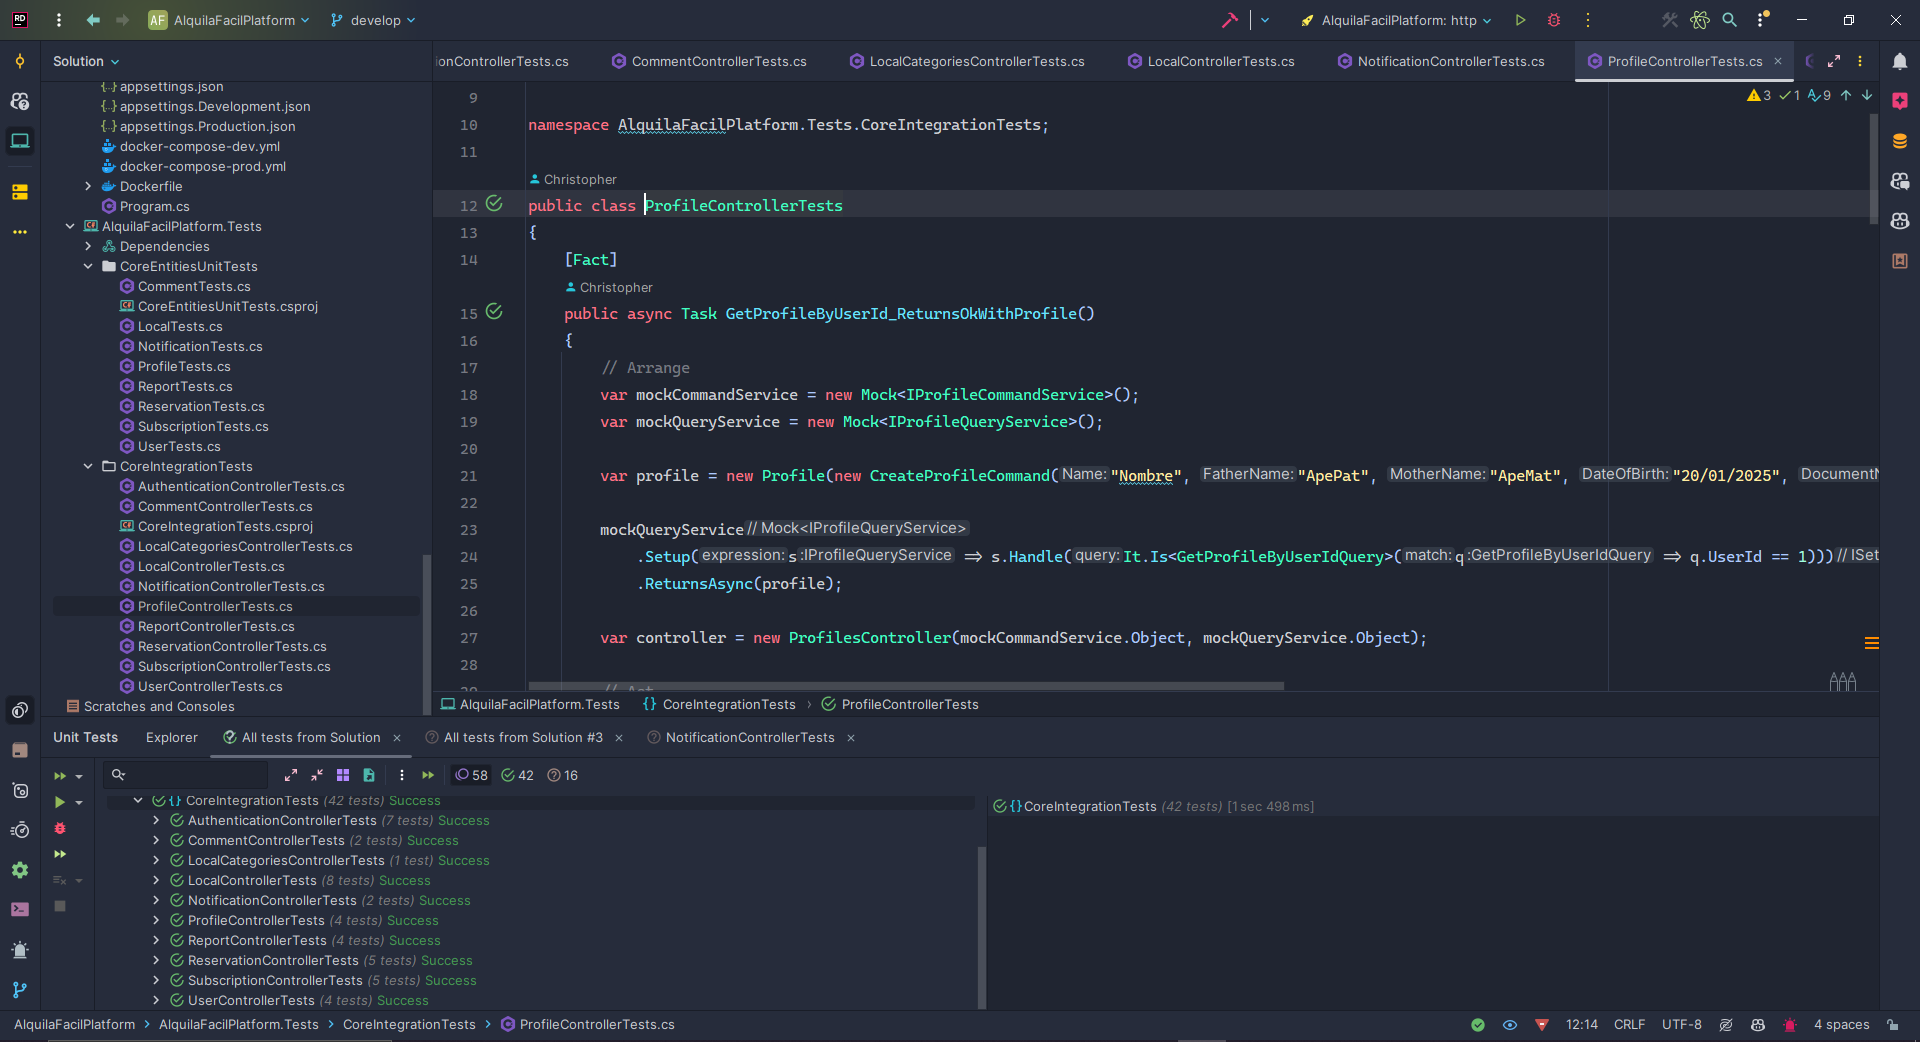 RD AF AlquilaFacilPlatform develop AlquilaFacilPlatform: http
Solution
appsettings.json
appsettings.Development.json
appsettings.Production.json
docker-compose-dev.yml
docker-compose-prod.yml
Dockerfile
Program.cs
AlquilaFacilPlatform.Tests
Dependencies
CoreEntitiesUnitTests
CommentTests.cs
CoreEntitiesUnitTests.csproj
LocalTests.cs
NotificationTests.cs
ProfileTests.cs
ReportTests.cs
ReservationTests.cs
SubscriptionTests.cs
UserTests.cs
CoreIntegrationTests
AuthenticationControllerTests.cs
CommentControllerTests.cs
CoreIntegrationTests.csproj
LocalCategoriesControllerTests.cs
LocalControllerTests.cs
NotificationControllerTests.cs
ProfileControllerTests.cs
ReportControllerTests.cs
ReservationControllerTests.cs
SubscriptionControllerTests.cs
UserControllerTests.cs
Scratches and Consoles
ionControllerTests.cs CommentControllerTests.cs LocalCategoriesControllerTests.cs LocalControllerTests.cs NotificationControllerTests.cs ProfileControllerTests.cs
3 1 9
9
10 namespace AlquilaFacilPlatform.Tests.CoreIntegrationTests;
11
Christopher
12 public class ProfileControllerTests
13 {
14 [Fact]
Christopher
15 public async Task GetProfileByUserId_ReturnsOkWithProfile()
16 {
17 // Arrange
18 var mockCommandService = new Mock<IProfileCommandService>();
19 var mockQueryService = new Mock<IProfileQueryService>();
20
21 var profile = new Profile(new CreateProfileCommand( Name: "Nombre", FatherName: "ApePat", MotherName: "ApeMat", DateOfBirth: "20/01/2025", DocumentN
22
23 mockQueryService // Mock<IProfileQueryService>
24 .Setup( expression: s :IProfileQueryService => s.Handle( query: It.Is<GetProfileByUserIdQuery>( match: q :GetProfileByUserIdQuery => q.UserId == 1))) // ISet
25 .ReturnsAsync(profile);
26
27 var controller = new ProfilesController(mockCommandService.Object, mockQueryService.Object);
28
29 // Act
AlquilaFacilPlatform.Tests {} CoreIntegrationTests › ProfileControllerTests
Unit Tests Explorer All tests from Solution × All tests from Solution #3 × NotificationControllerTests ×
58 42 16
{} CoreIntegrationTests (42 tests) Success
AuthenticationControllerTests (7 tests) Success
CommentControllerTests (2 tests) Success
LocalCategoriesControllerTests (1 test) Success
LocalControllerTests (8 tests) Success
NotificationControllerTests (2 tests) Success
ProfileControllerTests (4 tests) Success
ReportControllerTests (4 tests) Success
ReservationControllerTests (5 tests) Success
SubscriptionControllerTests (5 tests) Success
UserControllerTests (4 tests) Success
{} CoreIntegrationTests (42 tests) [1 sec 498 ms]
AlquilaFacilPlatform › AlquilaFacilPlatform.Tests › CoreIntegrationTests › ProfileControllerTests.cs
12:14 CRLF UTF-8 4 spaces